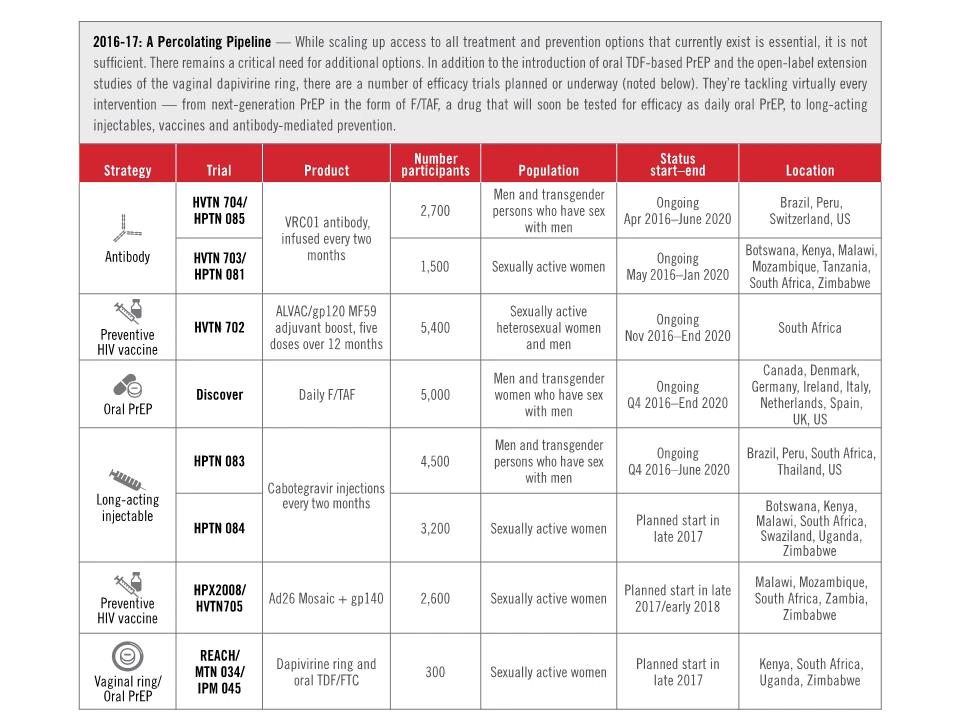 2016-17: A Percolating Pipeline — While scaling up access to all treatment and prevention options that currently exist is essential, it is not
sufficient. There remains a critical need for additional options. In addition to the introduction of oral TDF-based PrEP and the open-label extension
studies of the vaginal dapivirine ring, there are a number of efficacy trials planned or underway (noted below). They're tackling virtually every
intervention — from next-generation PrEP in the form of F/TAF, a drug that will soon be tested for efficacy as daily oral PrEP, to long-acting
injectables, vaccines and antibody-mediated prevention.
Strategy
Trial
Product
Number
participants
Population
Status
start–end
Location
Antibody
HVTN 704/
HPTN 085
VRC01 antibody,
infused every two
months
2,700
Men and transgender
persons who have sex
with men
Ongoing
Apr 2016–June 2020
Brazil, Peru,
Switzerland, US
HVTN 703/
HPTN 081
1,500
Sexually active women
Ongoing
May 2016–Jan 2020
Botswana, Kenya, Malawi,
Mozambique, Tanzania,
South Africa, Zimbabwe
Preventive
HIV vaccine
HVTN 702
ALVAC/gp120 MF59
adjuvant boost, five
doses over 12 months
5,400
Sexually active
heterosexual women
and men
Ongoing
Nov 2016–End 2020
South Africa
Oral PrEP
Discover
Daily F/TAF
5,000
Men and transgender
women who have sex
with men
Ongoing
Q4 2016–End 2020
Canada, Denmark,
Germany, Ireland, Italy,
Netherlands, Spain,
UK, US
Long-acting
injectable
HPTN 083
Cabotegravir injections
every two months
4,500
Men and transgender
persons who have sex
with men
Ongoing
Q4 2016–June 2020
Brazil, Peru, South Africa,
Thailand, US
HPTN 084
3,200
Sexually active women
Planned start in
late 2017
Botswana, Kenya,
Malawi, South Africa,
Swaziland, Uganda,
Zimbabwe
Preventive
HIV vaccine
HPX2008/
HVTN705
Ad26 Mosaic + gp140
2,600
Sexually active women
Planned start in late
2017/early 2018
Malawi, Mozambique,
South Africa, Zambia,
Zimbabwe
Vaginal ring/
Oral PrEP
REACH/
MTN 034/
IPM 045
Dapivirine ring and
oral TDF/FTC
300
Sexually active women
Planned start in
late 2017
Kenya, South Africa,
Uganda, Zimbabwe